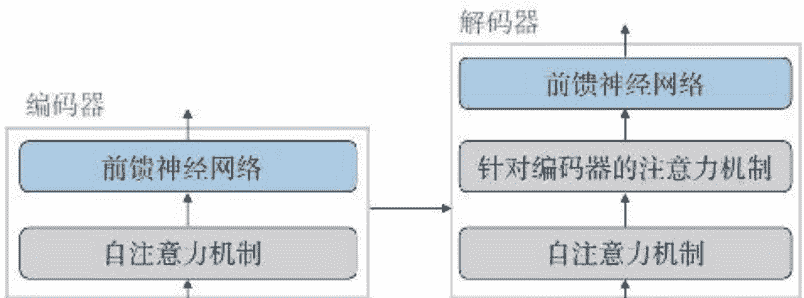 编码器
前馈神经网络
自注意力机制
解码器
前馈神经网络
针对编码器的注意力机制
自注意力机制